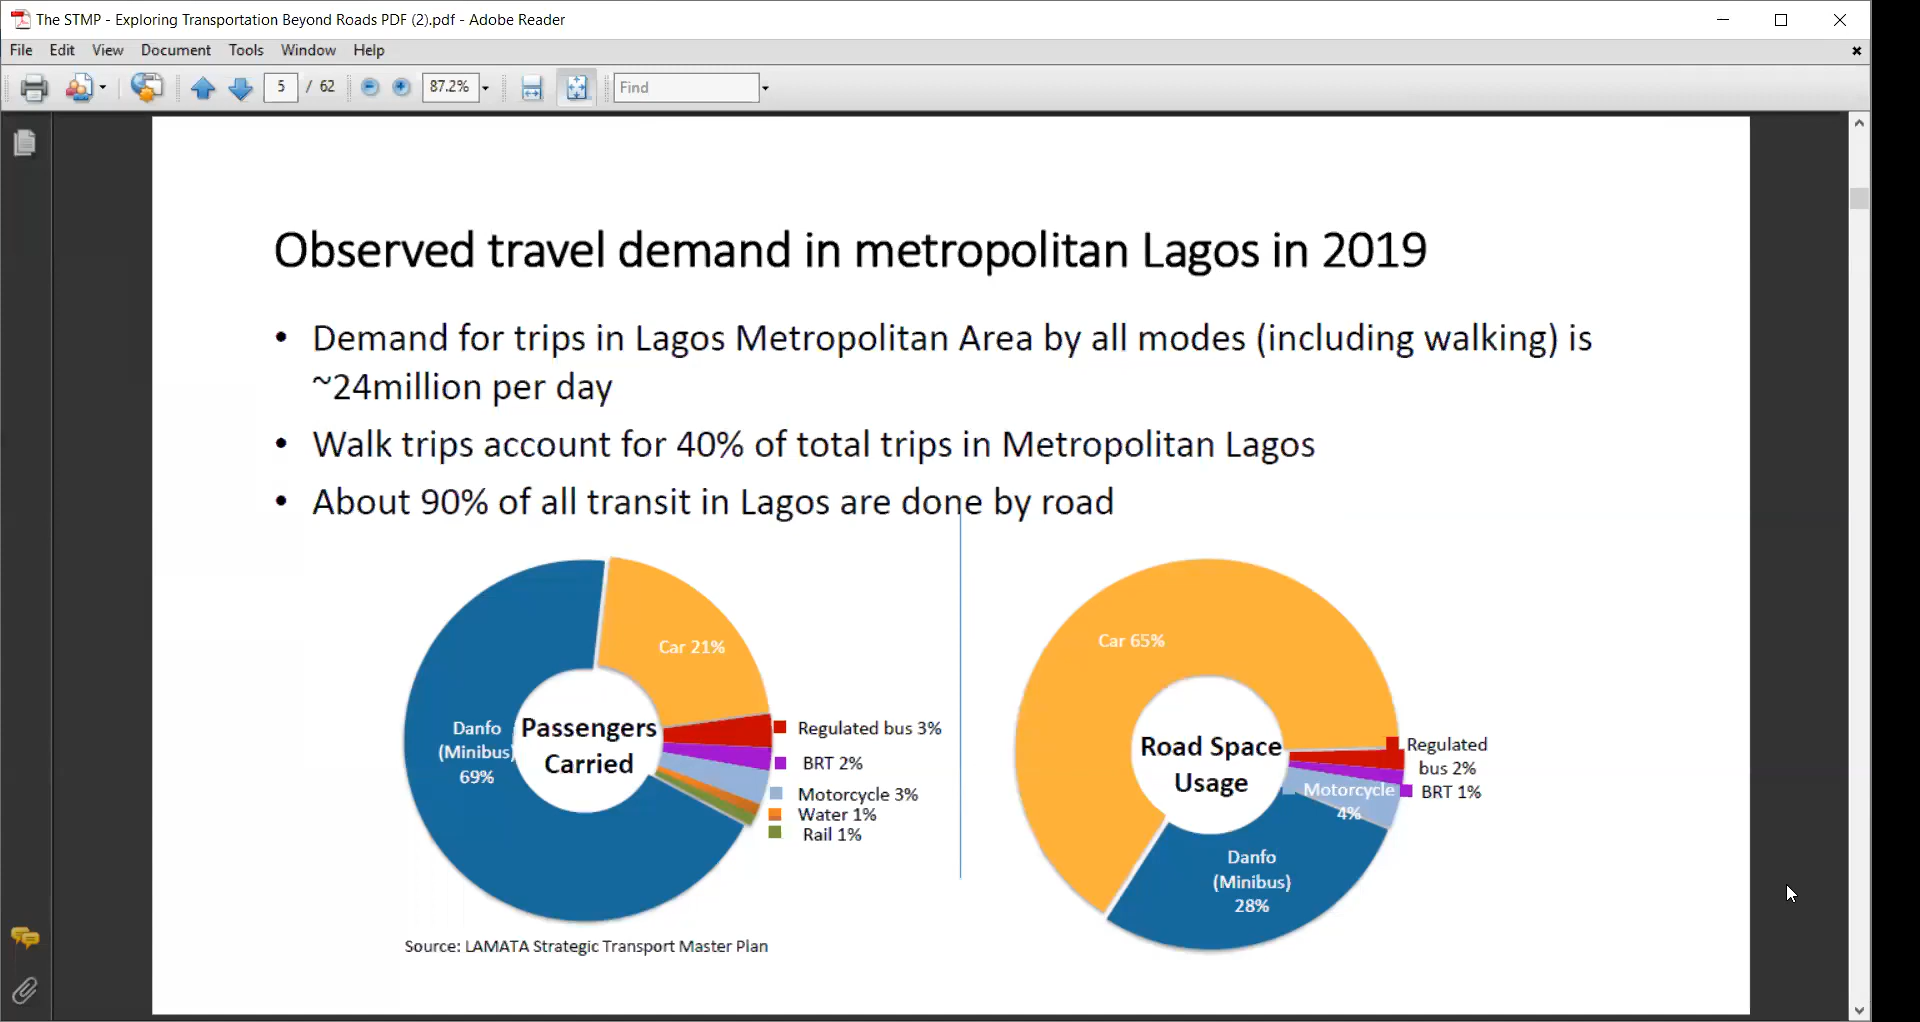 The STMP - Exploring Transportation Beyond Roads PDF (2).pdf - Adobe Reader
File Edit View Document Tools Window Help
5 / 62 87.2% Find
Observed travel demand in metropolitan Lagos in 2019
• Demand for trips in Lagos Metropolitan Area by all modes (including walking) is
~24million per day
• Walk trips account for 40% of total trips in Metropolitan Lagos
• About 90% of all transit in Lagos are done by road
Car 21%
Danfo
(Minibus)
69%
Passengers
Carried
Regulated bus 3%
BRT 2%
Motorcycle 3%
Water 1%
Rail 1%
Source: LAMATA Strategic Transport Master Plan
Car 65%
Road Space
Usage
Regulated
bus 2%
BRT 1%
Motorcycle
4%
Danfo
(Minibus)
28%